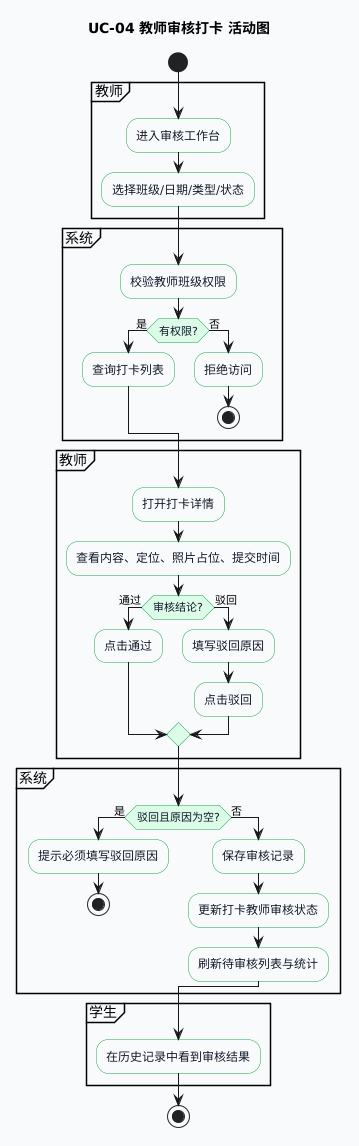 UC-04 教师审核打卡 活动图
教师
进入审核工作台
选择班级/日期/类型/状态
系统
校验教师班级权限
是
有权限?
否
查询打卡列表
拒绝访问
教师
打开打卡详情
查看内容、定位、照片占位、提交时间
通过
审核结论?
驳回
点击通过
填写驳回原因
点击驳回
系统
是
驳回且原因为空?
否
提示必须填写驳回原因
保存审核记录
更新打卡教师审核状态
刷新待审核列表与统计
学生
在历史记录中看到审核结果